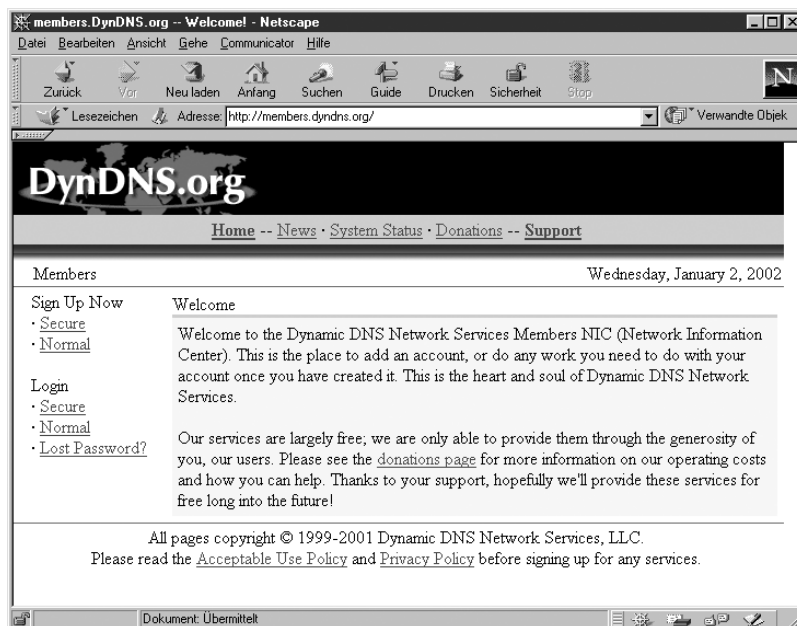 members.DynDNS.org -- Welcome! - Netscape
Datei Bearbeiten Ansicht Gehe Communicator Hilfe
Zurück Vor Neu laden Anfang Suchen Guide Drucken Sicherheit Stop
N
Lesezeichen Adresse: http://members.dyndns.org/ Verwandte Objek
DynDNS.org
Home -- News · System Status · Donations -- Support
Members Wednesday, January 2, 2002
Sign Up Now
· Secure
· Normal
Login
· Secure
· Normal
· Lost Password?
Welcome
Welcome to the Dynamic DNS Network Services Members NIC (Network Information
Center). This is the place to add an account, or do any work you need to do with your
account once you have created it. This is the heart and soul of Dynamic DNS Network
Services.
Our services are largely free; we are only able to provide them through the generosity of
you, our users. Please see the donations page for more information on our operating costs
and how you can help. Thanks to your support, hopefully we'll provide these services for
free long into the future!
All pages copyright © 1999-2001 Dynamic DNS Network Services, LLC.
Please read the Acceptable Use Policy and Privacy Policy before signing up for any services.
Dokument: Übermittelt